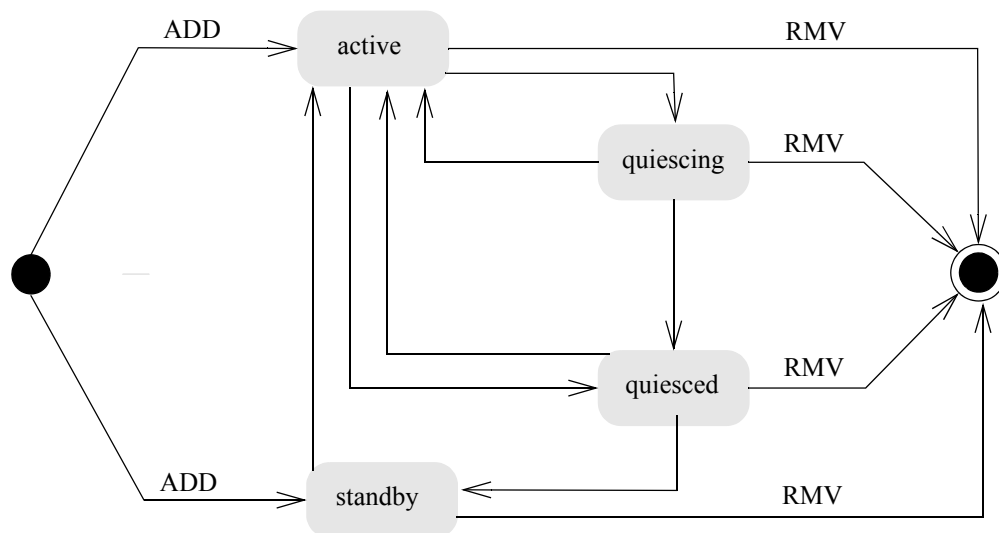 ADD
active
RMV
quiescing
RMV
quiesced
RMV
ADD
standby
RMV